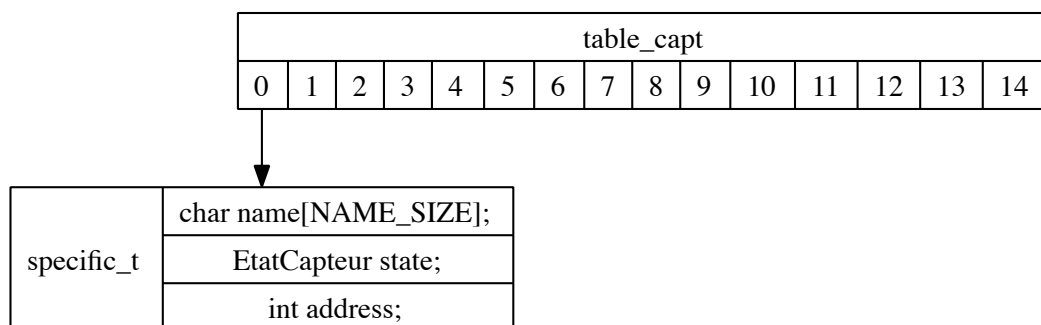 table_capt
0 1 2 3 4 5 6 7 8 9 10 11 12 13 14
char name[NAME_SIZE];
specific_t EtatCapteur state;
int address;